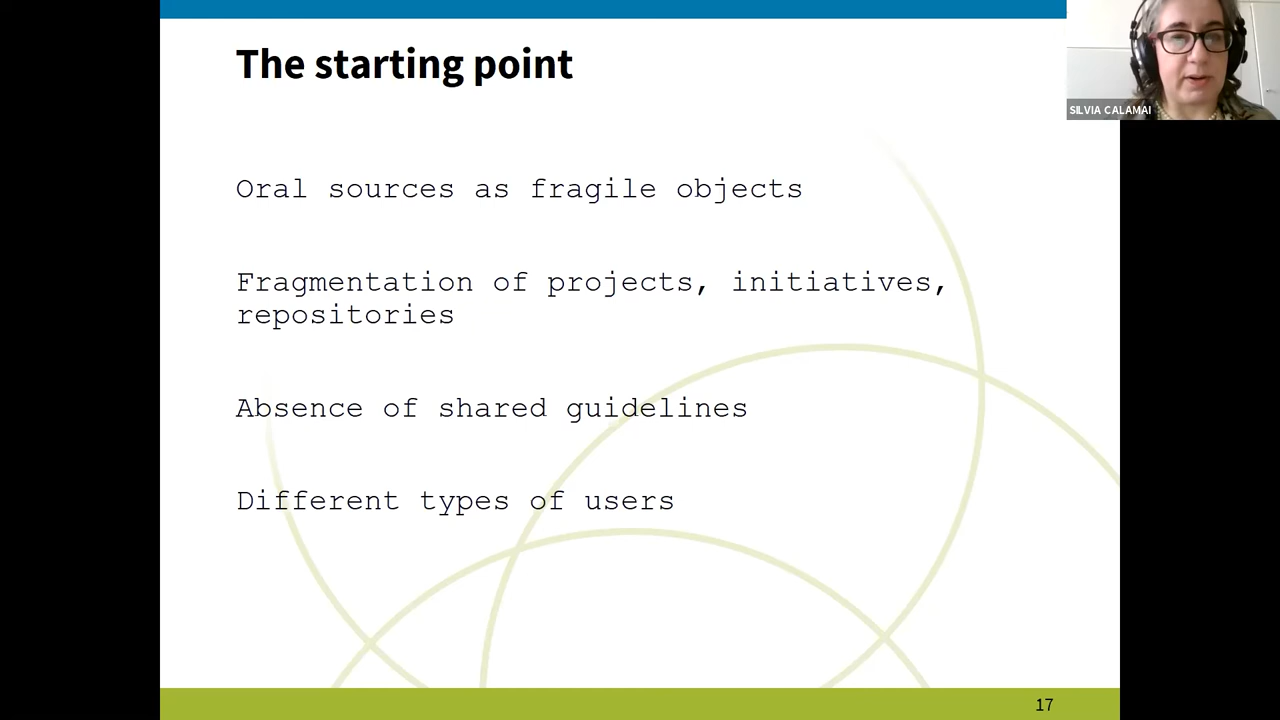 The starting point
SILVIA CALAMAI
Oral sources as fragile objects
Fragmentation of projects, initiatives,
repositories
Absence of shared guidelines
Different types of users
17